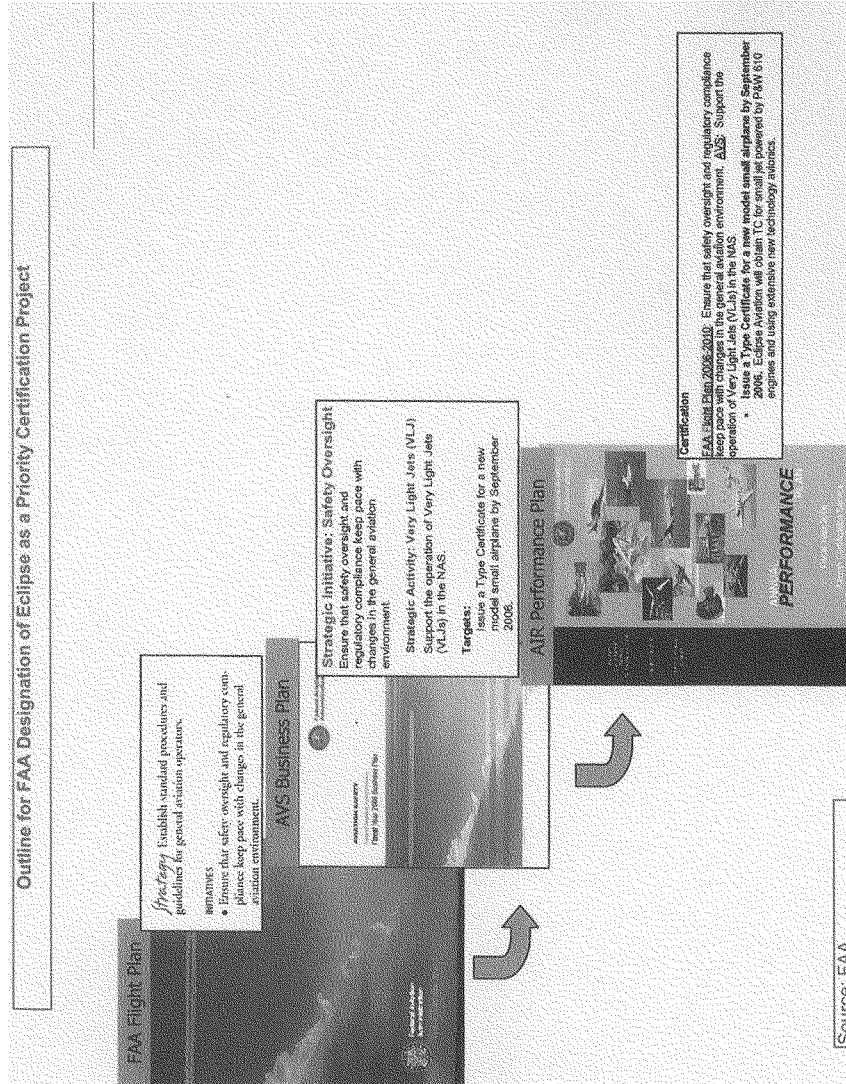 Outline for FAA Designation of Eclipse as a Priority Certification Project
FAA Flight Plan
Strategy Establish standard procedures and
guidelines for general aviation operators.
INITIATIVES
• Ensure that safety oversight and regulatory com-
pliance keep pace with changes in the general
aviation environment.
AVS Business Plan
AVIATION SAFETY
Fiscal Year 2006 Business Plan
Strategic Initiative: Safety Oversight
Ensure that safety oversight and
regulatory compliance keep pace with
changes in the general aviation
environment
Strategic Activity: Very Light Jets (VLJ)
Support the operation of Very Light Jets
(VLJs) in the NAS.
Targets:
Issue a Type Certificate for a new
model small airplane by September
2006.
AIR Performance Plan
PERFORMANCE
Certification
FAA Flight Plan 2006-2010: Ensure that safety oversight and regulatory compliance
keep pace with changes in the general aviation environment. AVS: Support the
operation of Very Light Jets (VLJs) in the NAS
• Issue a Type Certificate for a new model small airplane by September
2006. Eclipse Aviation will obtain TC for small jet powered by P&W 610
engines and using extensive new technology avionics.
Source: FAA